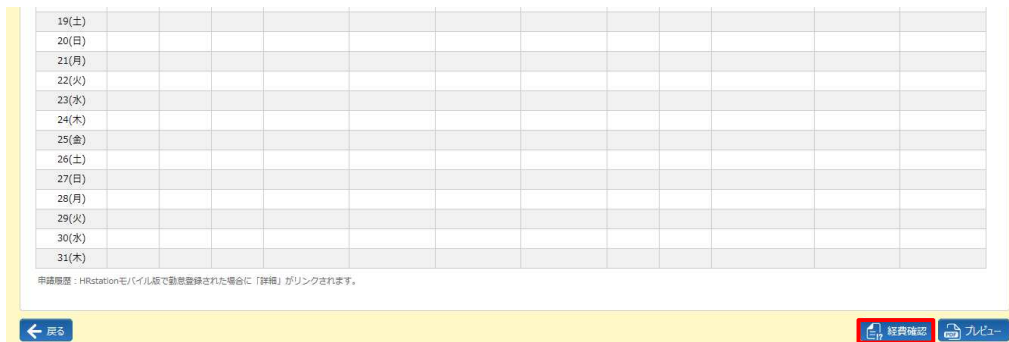 19(土)
20(日)
21(月)
22(火)
23(水)
24(木)
25(金)
26(土)
27(日)
28(月)
29(火)
30(水)
31(木)
申請履歴：HRstationモバイル版で勤怠登録された場合に「詳細」がリンクされます。
戻る 経費確認 PDF プレビュー